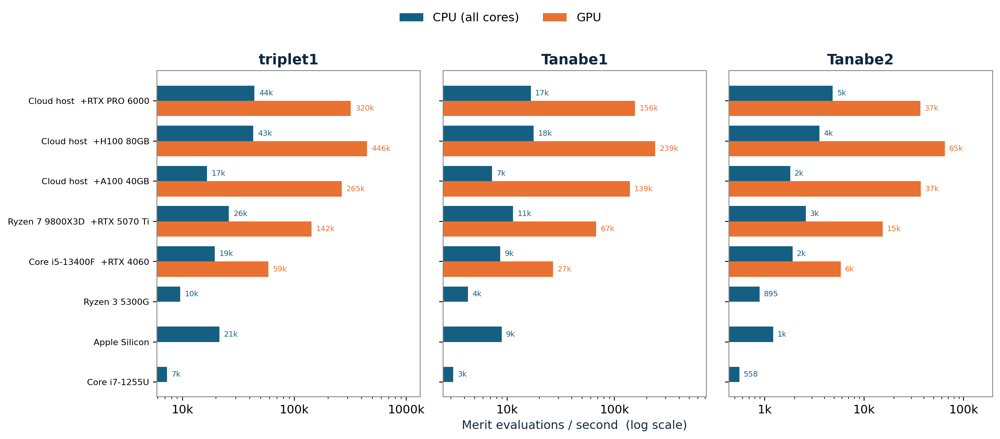 CPU (all cores) GPU
triplet1 Tanabe1 Tanabe2
Cloud host +RTX PRO 6000
44k 17k 5k
320k 156k 37k
Cloud host +H100 80GB
43k 18k 4k
446k 239k 65k
Cloud host +A100 40GB
17k 7k 2k
265k 139k 37k
Ryzen 7 9800X3D +RTX 5070 Ti
26k 11k 3k
142k 67k 15k
Core i5-13400F +RTX 4060
19k 9k 2k
59k 27k 6k
Ryzen 3 5300G
10k 4k 895
Apple Silicon
21k 9k 1k
Core i7-1255U
7k 3k 558
10k 100k 1000k 10k 100k 1k 10k 100k
Merit evaluations / second (log scale)